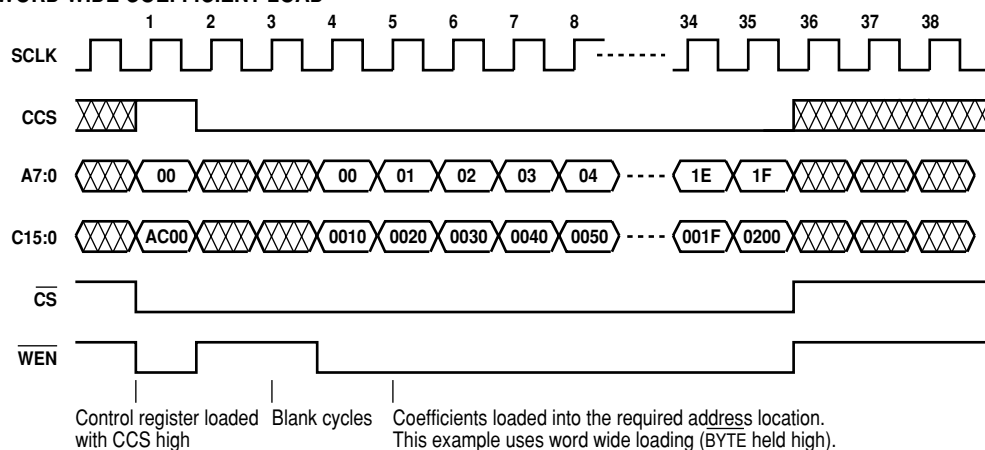 WORD WIDE COEFFICIENT LOAD
1 2 3 4 5 6 7 8 34 35 36 37 38
SCLK
CCS
A7:0 00 00 01 02 03 04 1E 1F
C15:0 AC00 0010 0020 0030 0040 0050 001F 0200
CS
WEN
Control register loaded with CCS high
Blank cycles
Coefficients loaded into the required address location.
This example uses word wide loading (BYTE held high).